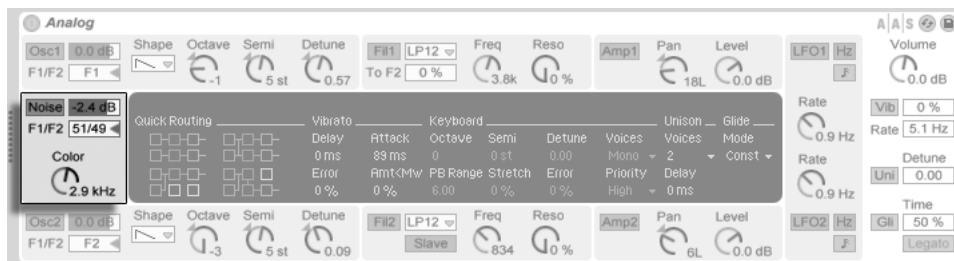 Analog
A A S
Osc1 0.0 dB Shape Octave Semi Detune Fil1 LP12 Freq Reso Amp1 Pan Level LFO1 Hz Volume
F1/F2 F1 -1 5 st 0.57 To F2 0 % 3.8k 0 % 18L 0.0 dB 0.0 dB
Noise -2.4 dB Quick Routing Vibrato Keyboard Unison Glide Rate Vib 0 %
F1/F2 51/49 Delay Attack Octave Semi Detune Voices Voices Mode 0.9 Hz Rate 5.1 Hz
Color 0 ms 89 ms 0 0 st 0.00 Mono 2 Const Rate Detune
2.9 kHz Error Amt<Mw PB Range Stretch Error Priority Delay 0.9 Hz Uni 0.00
0 % 0 % 6.00 0 % 0 % High 0 ms
Osc2 0.0 dB Shape Octave Semi Detune Fil2 LP12 Freq Reso Amp2 Pan Level LFO2 Hz Time
Gli 50 %
F1/F2 F2 -3 5 st 0.09 Slave 834 0 % 6L 0.0 dB Legato